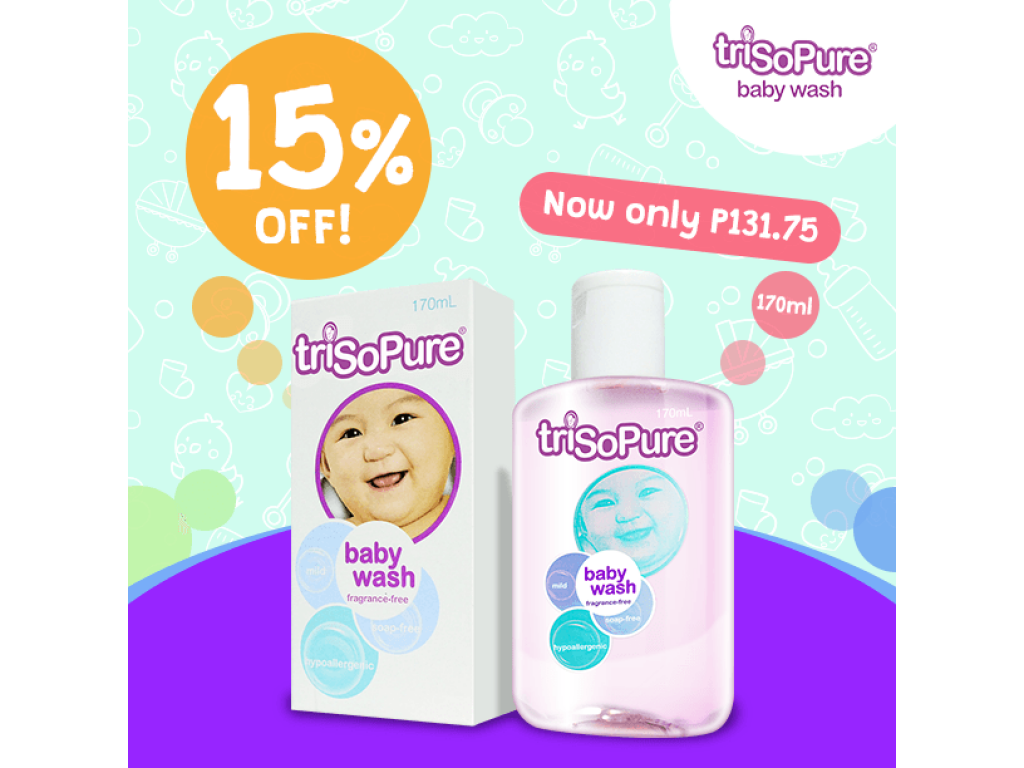 triSoPure®
baby wash
15%
OFF!
Now only P131.75
170ml
170mL
triSoPure®
baby
wash
fragrance-free
mild
soap-free
hypoallergenic
170mL
triSoPure®
baby
wash
fragrance-free
mild
soap-free
hypoallergenic